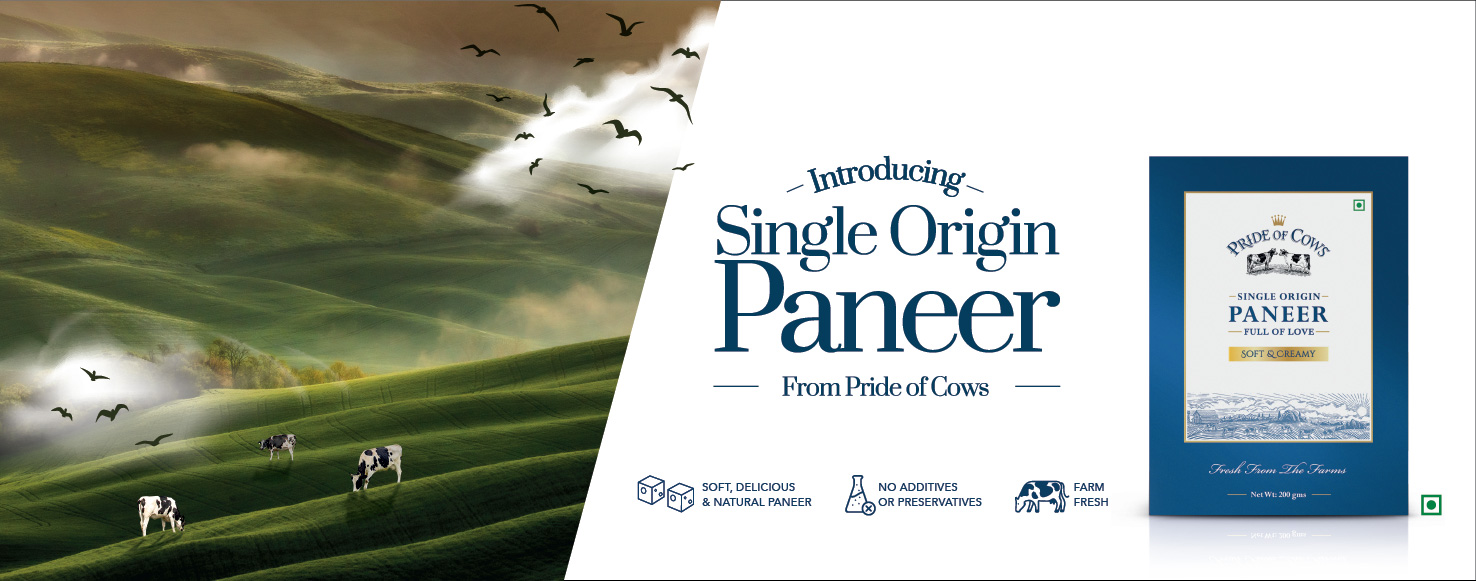 Introducing
Single Origin
Paneer
From Pride of Cows
SOFT, DELICIOUS
& NATURAL PANEER
NO ADDITIVES
OR PRESERVATIVES
FARM
FRESH
PRIDE OF COWS
SINGLE ORIGIN
PANEER
FULL OF LOVE
SOFT & CREAMY
Fresh From The Farms
Net Wt: 200 gms